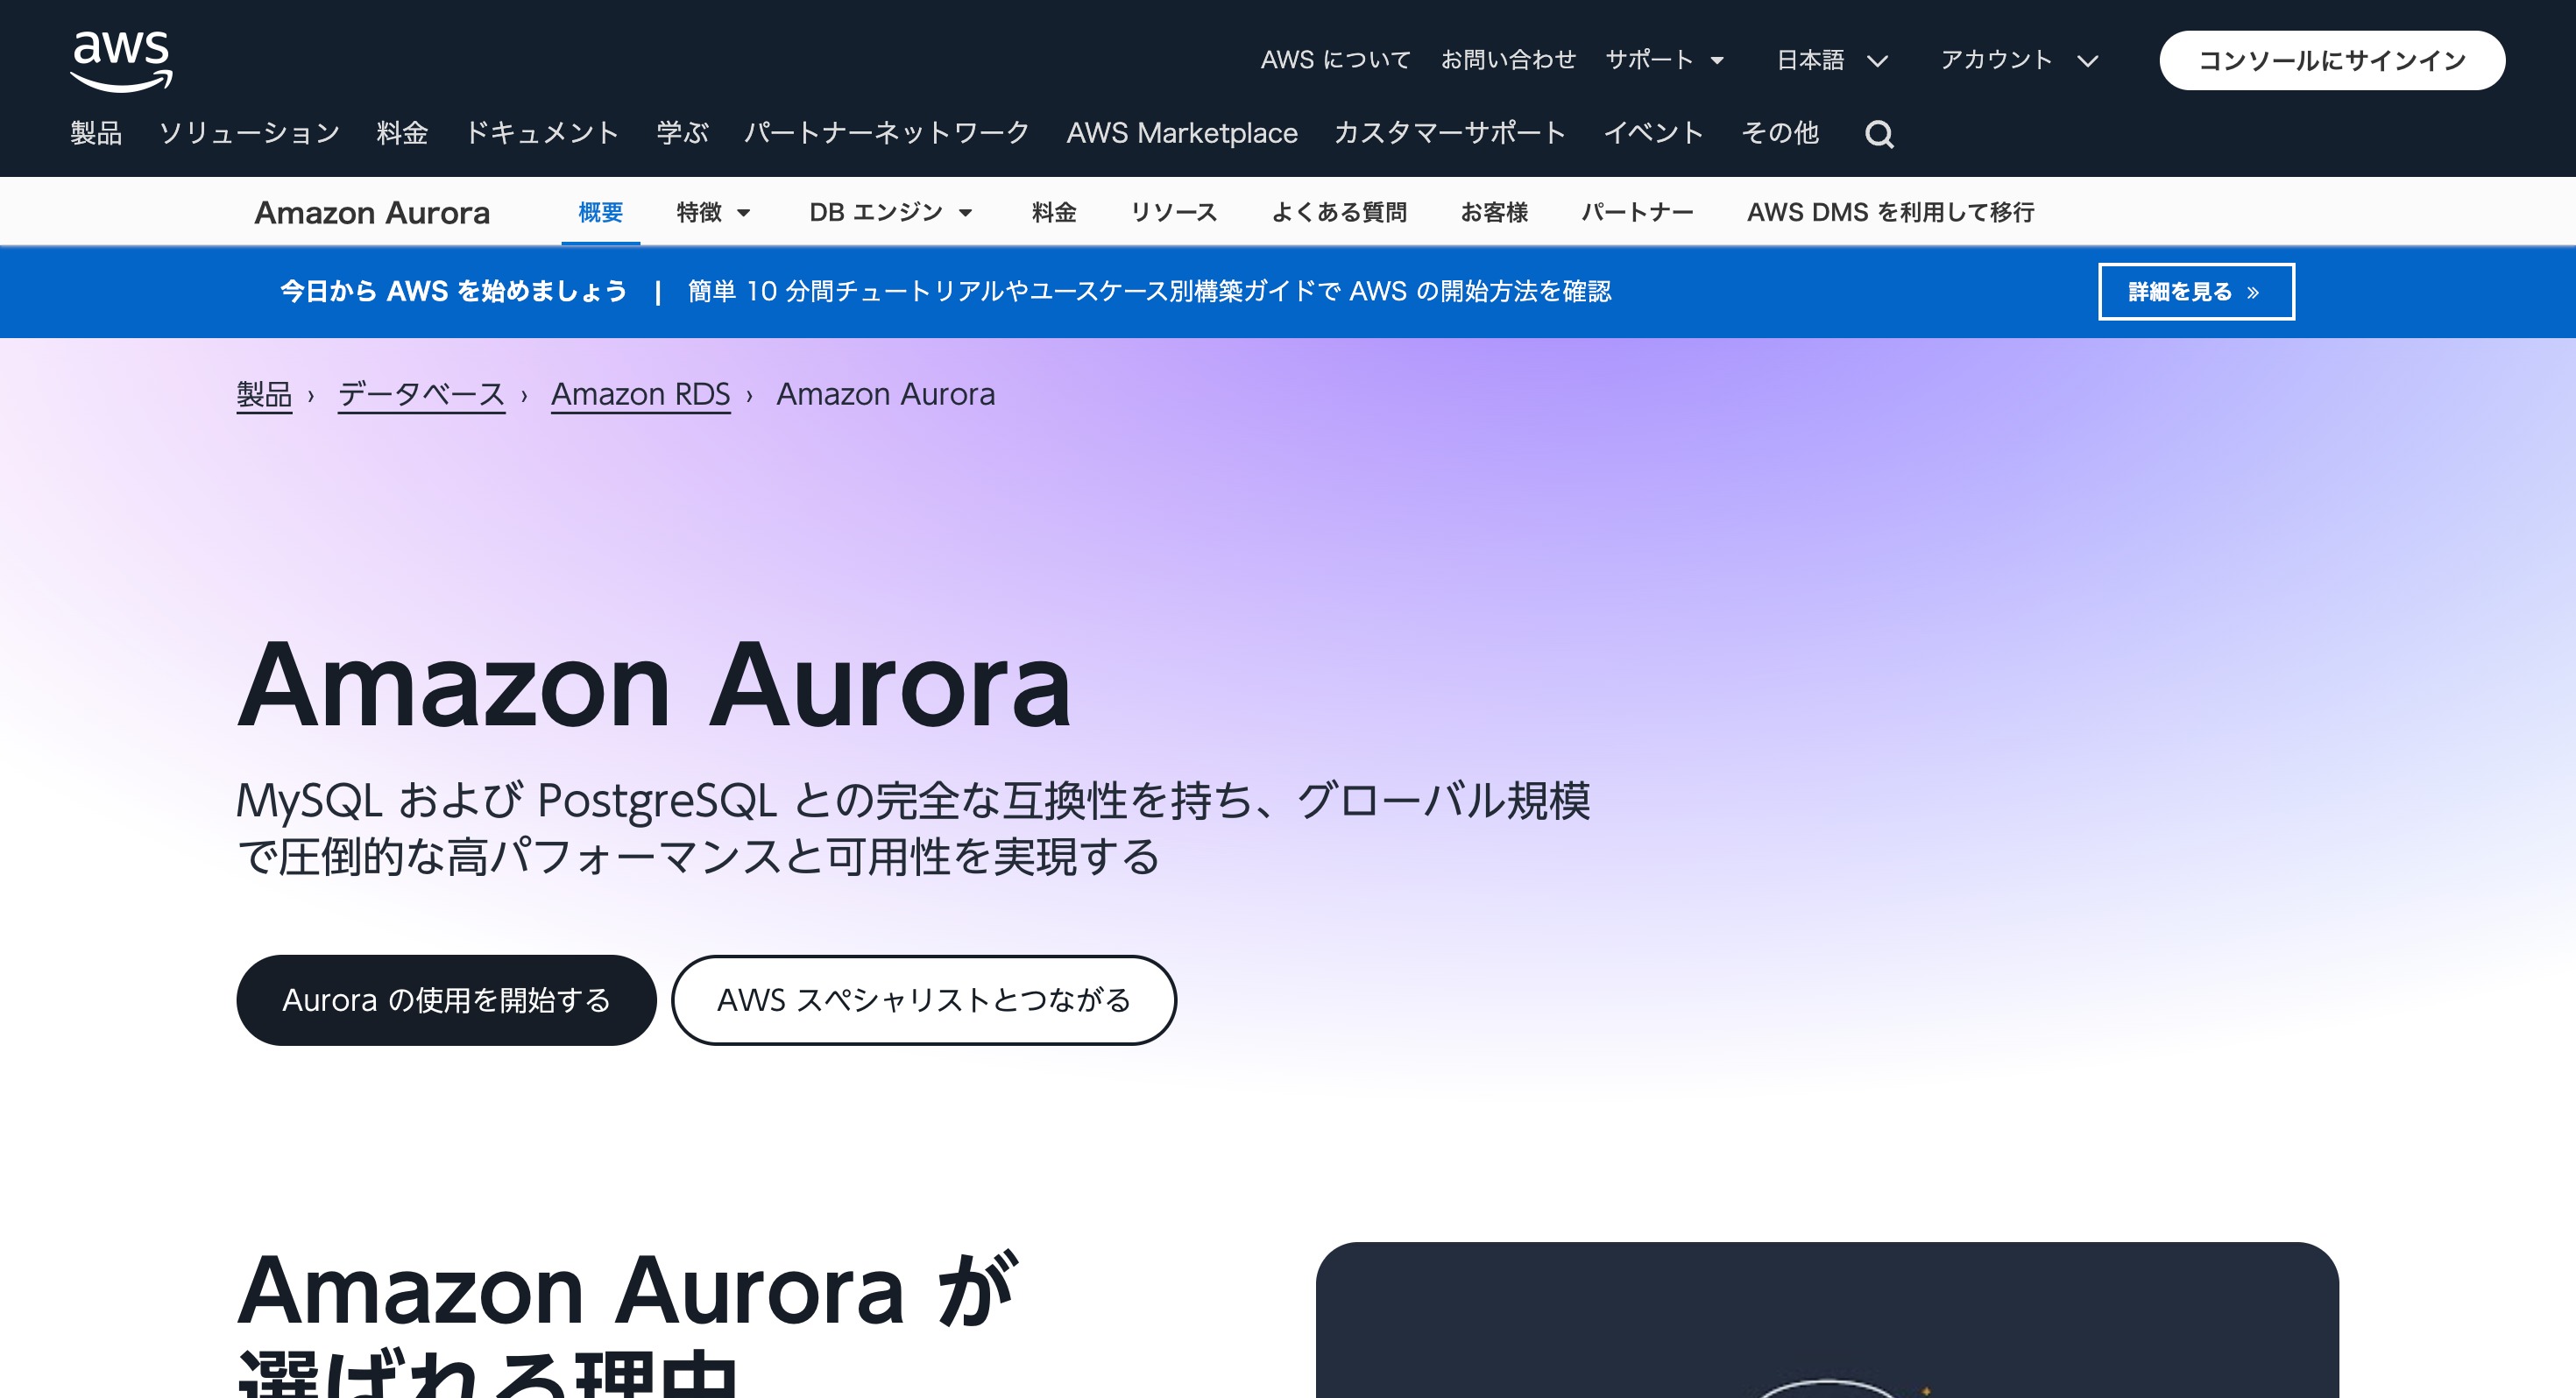 aws
AWS について お問い合わせ サポート 日本語 アカウント コンソールにサインイン
製品 ソリューション 料金 ドキュメント 学ぶ パートナーネットワーク AWS Marketplace カスタマーサポート イベント その他
Amazon Aurora 概要 特徴 DB エンジン 料金 リソース よくある質問 お客様 パートナー AWS DMS を利用して移行
今日から AWS を始めましょう | 簡単 10 分間チュートリアルやユースケース別構築ガイドで AWS の開始方法を確認 詳細を見る »
製品 › データベース › Amazon RDS › Amazon Aurora
Amazon Aurora
MySQL および PostgreSQL との完全な互換性を持ち、グローバル規模
で圧倒的な高パフォーマンスと可用性を実現する
Aurora の使用を開始する AWS スペシャリストとつながる
Amazon Aurora が
選ばれる理由